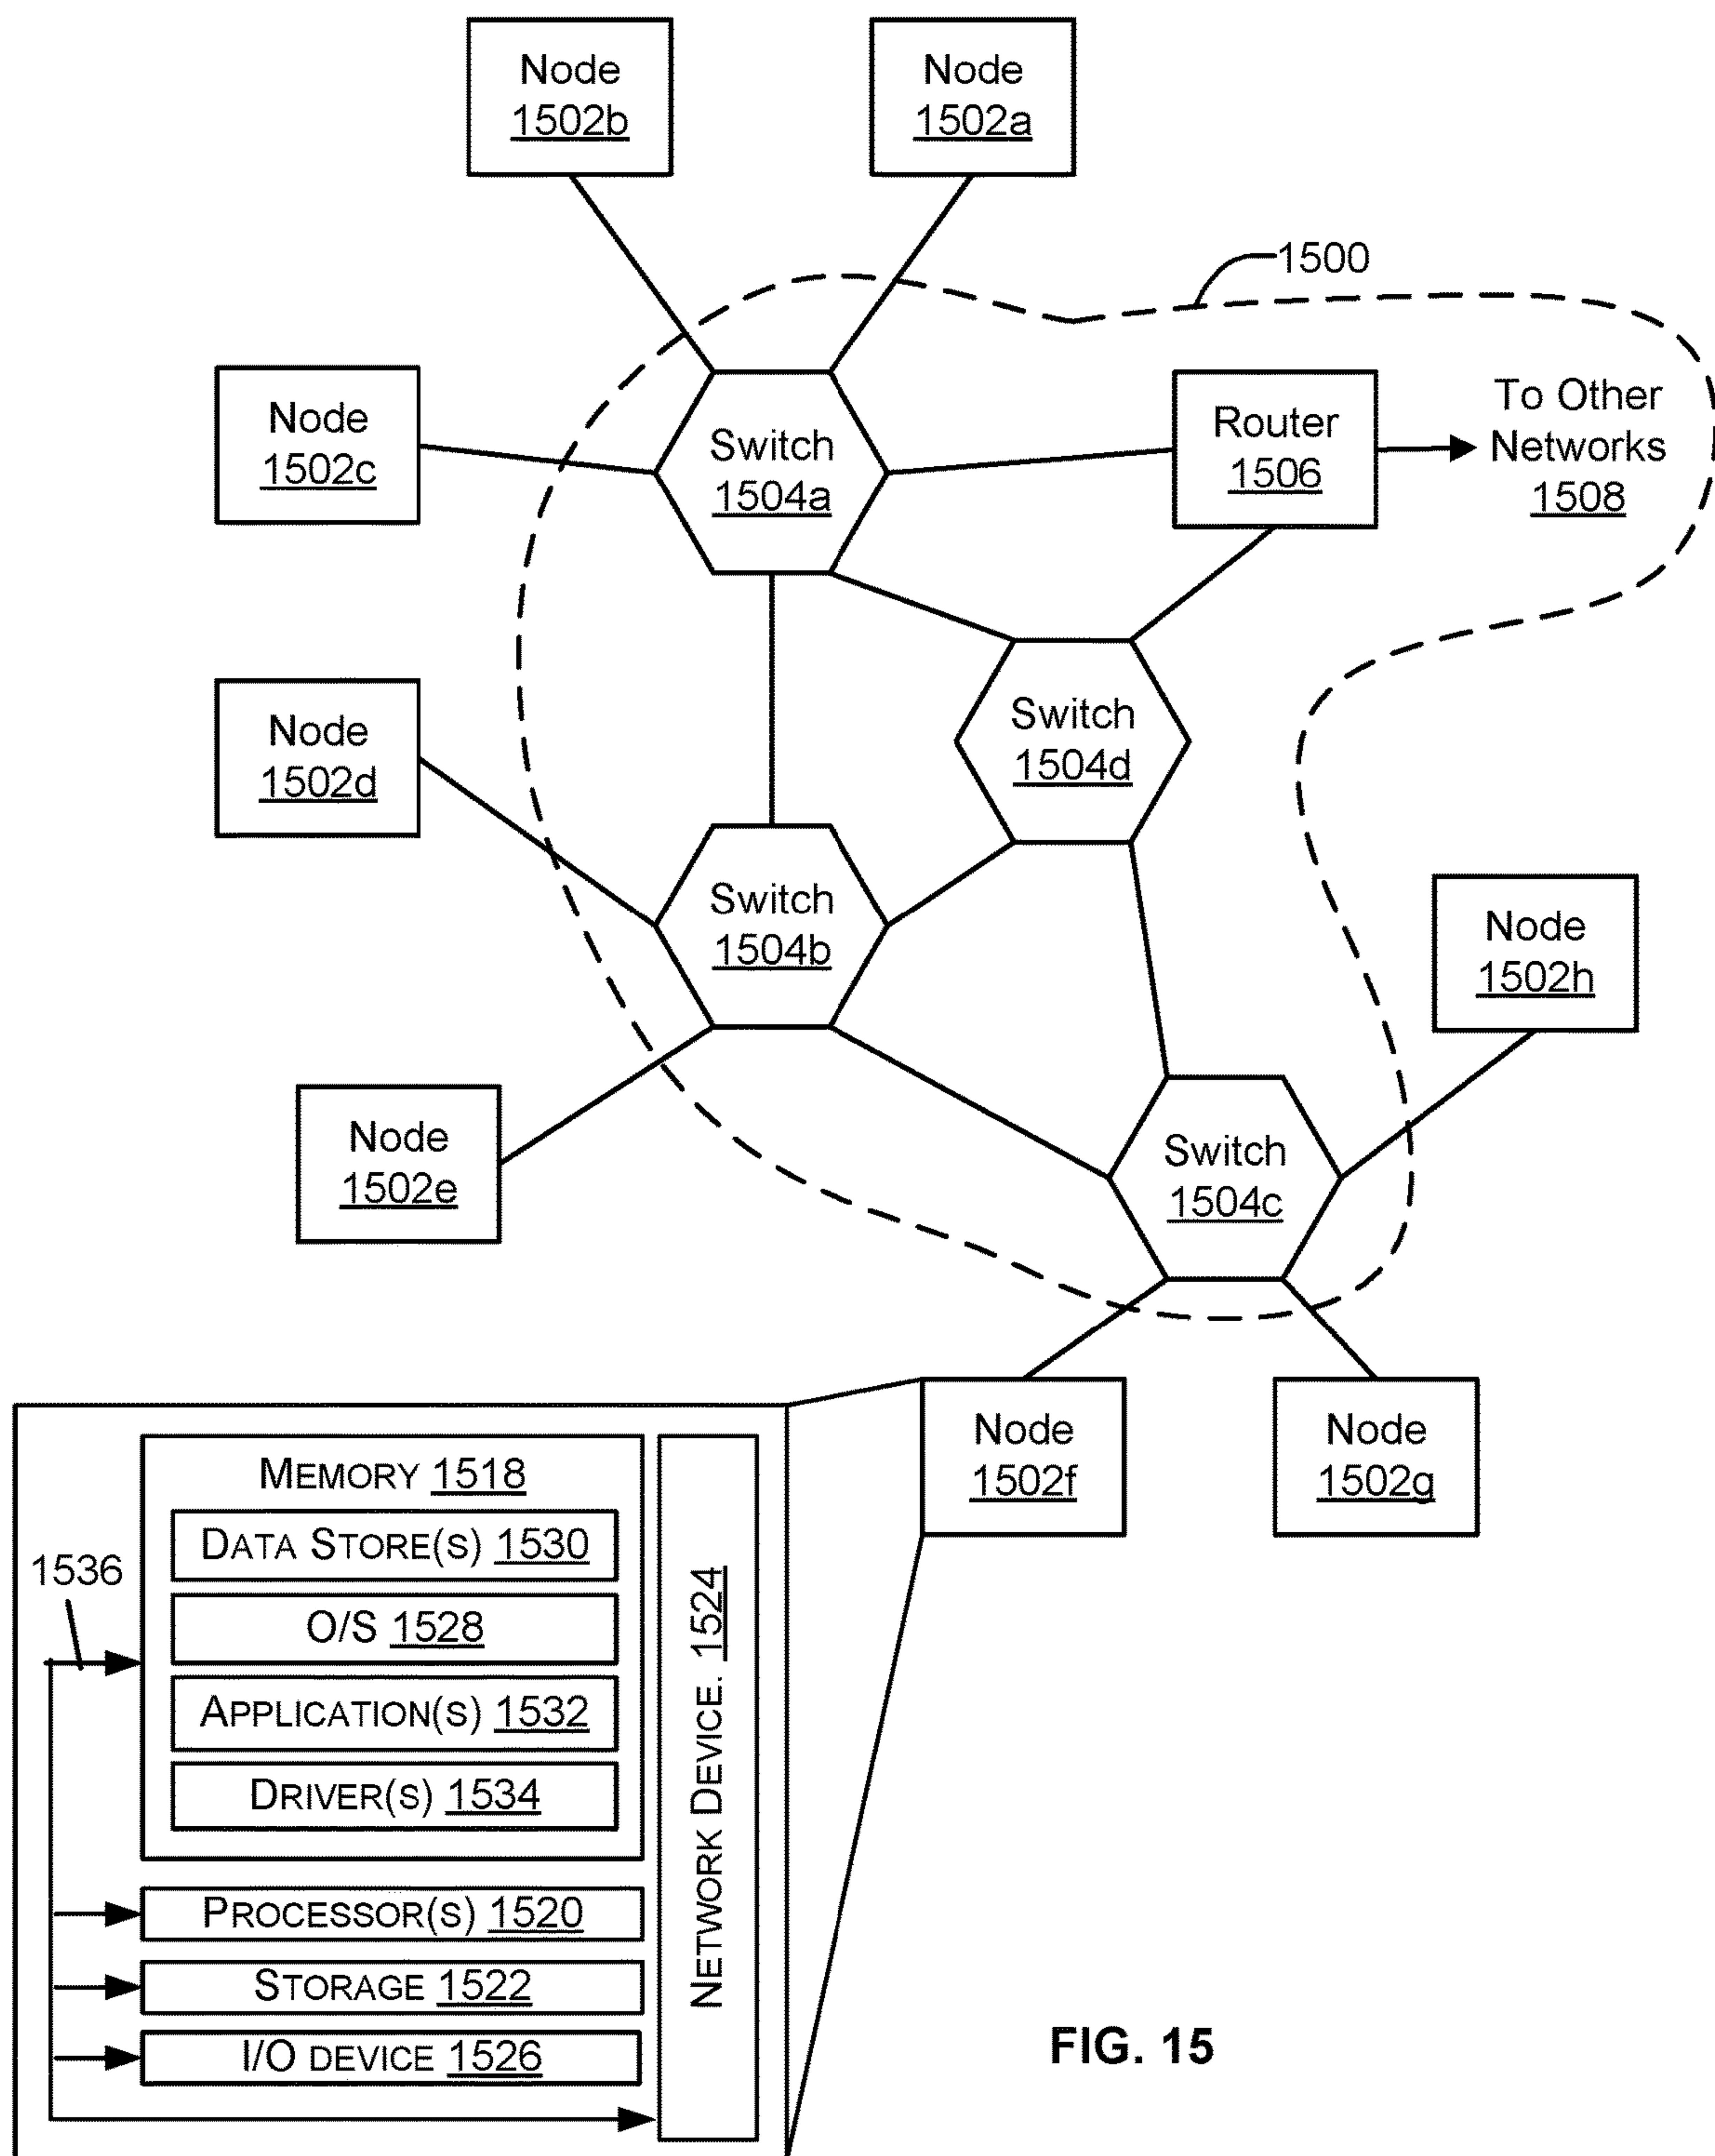 Node
1502b
Node
1502a
1500
Node
1502c
Switch
1504a
Router
1506
To Other
Networks
1508
Node
1502d
Switch
1504d
Switch
1504b
Node
1502h
Node
1502e
Switch
1504c
Node
1502f
Node
1502g
MEMORY 1518
DATA STORE(S) 1530
1536
O/S 1528
APPLICATION(S) 1532
DRIVER(S) 1534
PROCESSOR(S) 1520
STORAGE 1522
I/O DEVICE 1526
NETWORK DEVICE. 1524
FIG. 15